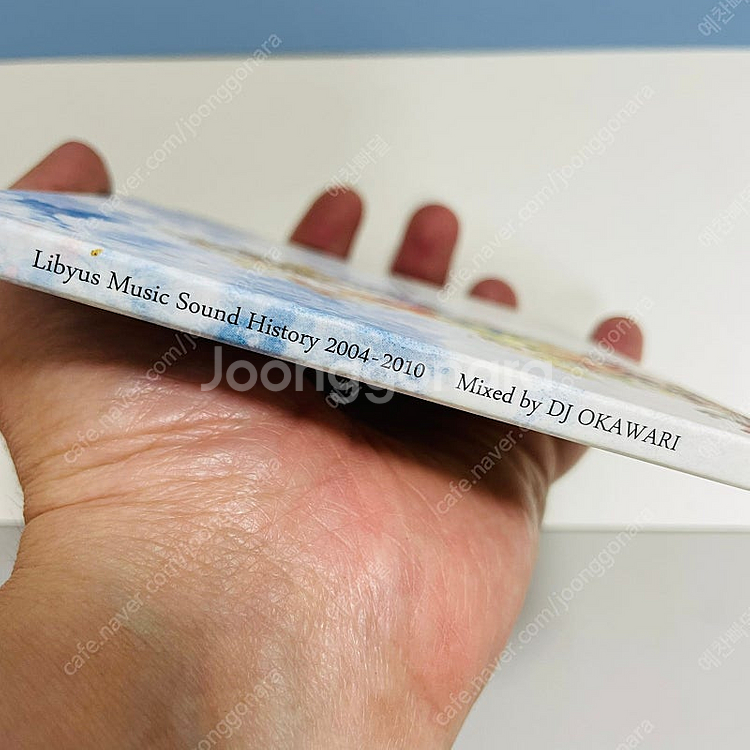 Libyus Music Sound History 2004-2010 Mixed by DJ OKAWARI
Joonggonara
cafe.naver.com/joonggonara